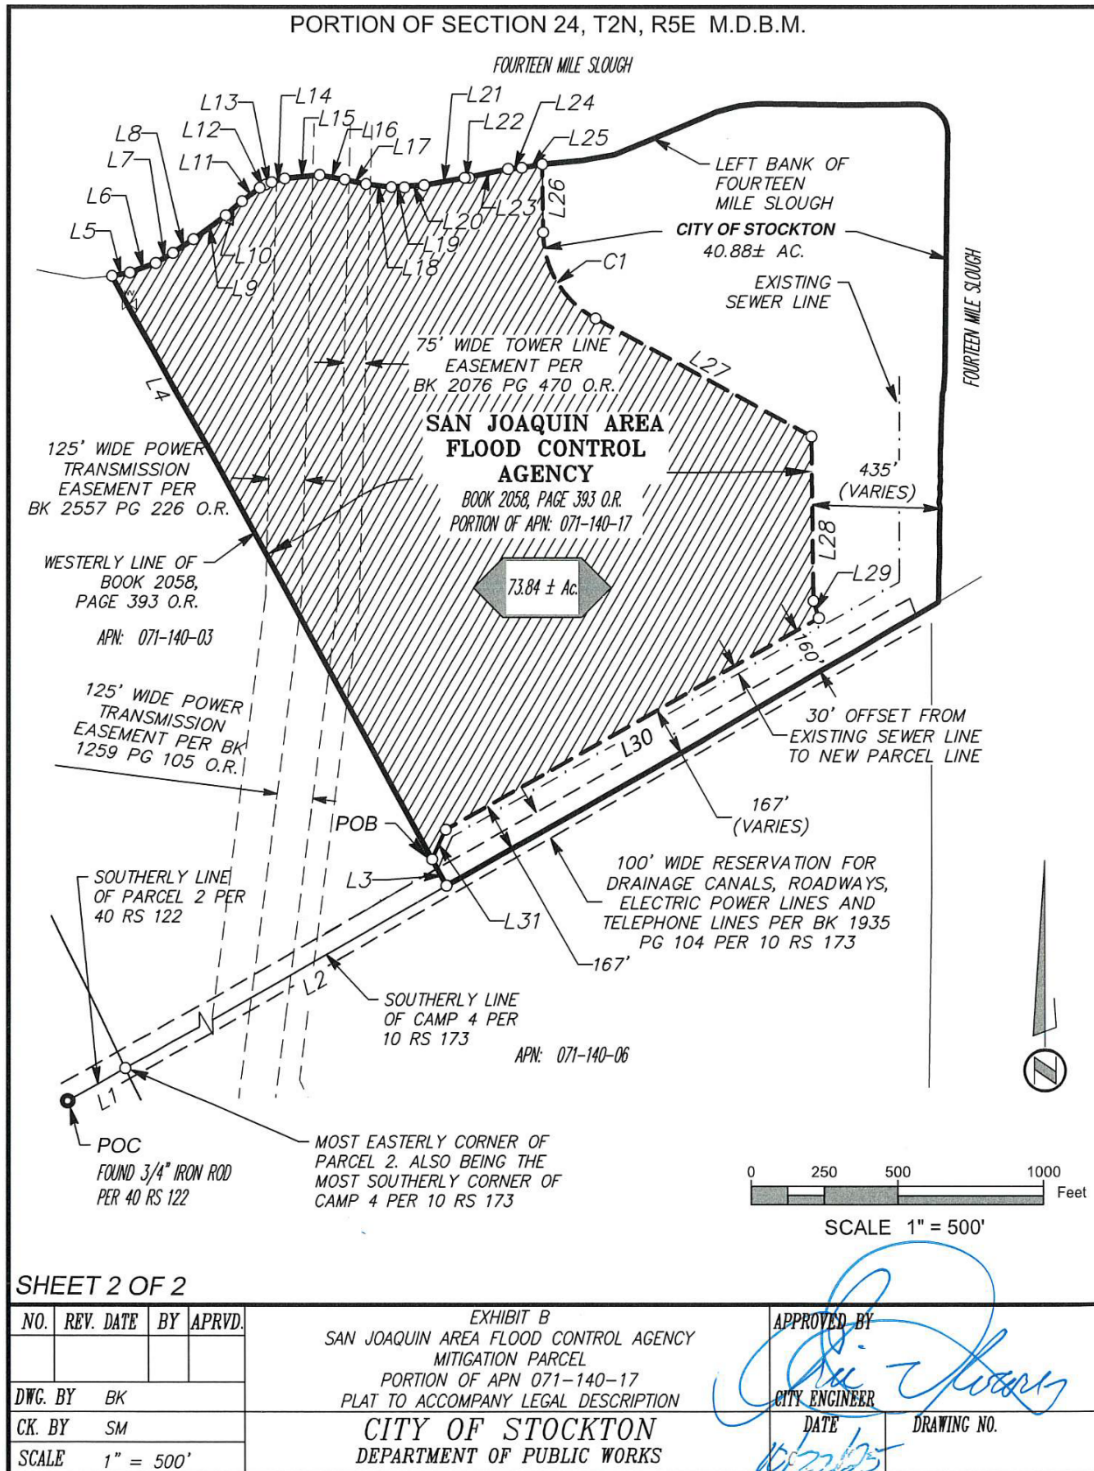 PORTION OF SECTION 24, T2N, R5E M.D.B.M.
FOURTEEN MILE SLOUGH
L5
L6
L7
L8
L9
L10
L11
L12
L13
L14
L15
L16
L17
L18
L19
L20
L21
L22
L23
L24
L25
L26
C1
L27
LEFT BANK OF
FOURTEEN
MILE SLOUGH
CITY OF STOCKTON
40.88± AC.
EXISTING
SEWER LINE
FOURTEEN MILE SLOUGH
75' WIDE TOWER LINE
EASEMENT PER
BK 2076 PG 470 O.R.
L4
SAN JOAQUIN AREA
FLOOD CONTROL
AGENCY
BOOK 2058, PAGE 393 O.R.
PORTION OF APN: 071-140-17
73.84 ± Ac.
125' WIDE POWER
TRANSMISSION
EASEMENT PER
BK 2557 PG 226 O.R.
WESTERLY LINE OF
BOOK 2058,
PAGE 393 O.R.
APN: 071-140-03
435'
(VARIES)
L28
L29
160'
125' WIDE POWER
TRANSMISSION
EASEMENT PER BK
1259 PG 105 O.R.
30' OFFSET FROM
EXISTING SEWER LINE
TO NEW PARCEL LINE
L30
167'
(VARIES)
POB
L3
L31
167'
100' WIDE RESERVATION FOR
DRAINAGE CANALS, ROADWAYS,
ELECTRIC POWER LINES AND
TELEPHONE LINES PER BK 1935
PG 104 PER 10 RS 173
SOUTHERLY LINE
OF PARCEL 2 PER
40 RS 122
L2
SOUTHERLY LINE
OF CAMP 4 PER
10 RS 173
APN: 071-140-06
L1
POC
FOUND 3/4" IRON ROD
PER 40 RS 122
MOST EASTERLY CORNER OF
PARCEL 2. ALSO BEING THE
MOST SOUTHERLY CORNER OF
CAMP 4 PER 10 RS 173
N
0 250 500 1000
Feet
SCALE 1" = 500'
SHEET 2 OF 2
NO. REV. DATE BY APRVD.
DWG. BY BK
CK. BY SM
SCALE 1" = 500'
EXHIBIT B
SAN JOAQUIN AREA FLOOD CONTROL AGENCY
MITIGATION PARCEL
PORTION OF APN 071-140-17
PLAT TO ACCOMPANY LEGAL DESCRIPTION
CITY OF STOCKTON
DEPARTMENT OF PUBLIC WORKS
APPROVED BY
CITY ENGINEER
DATE
DRAWING NO.